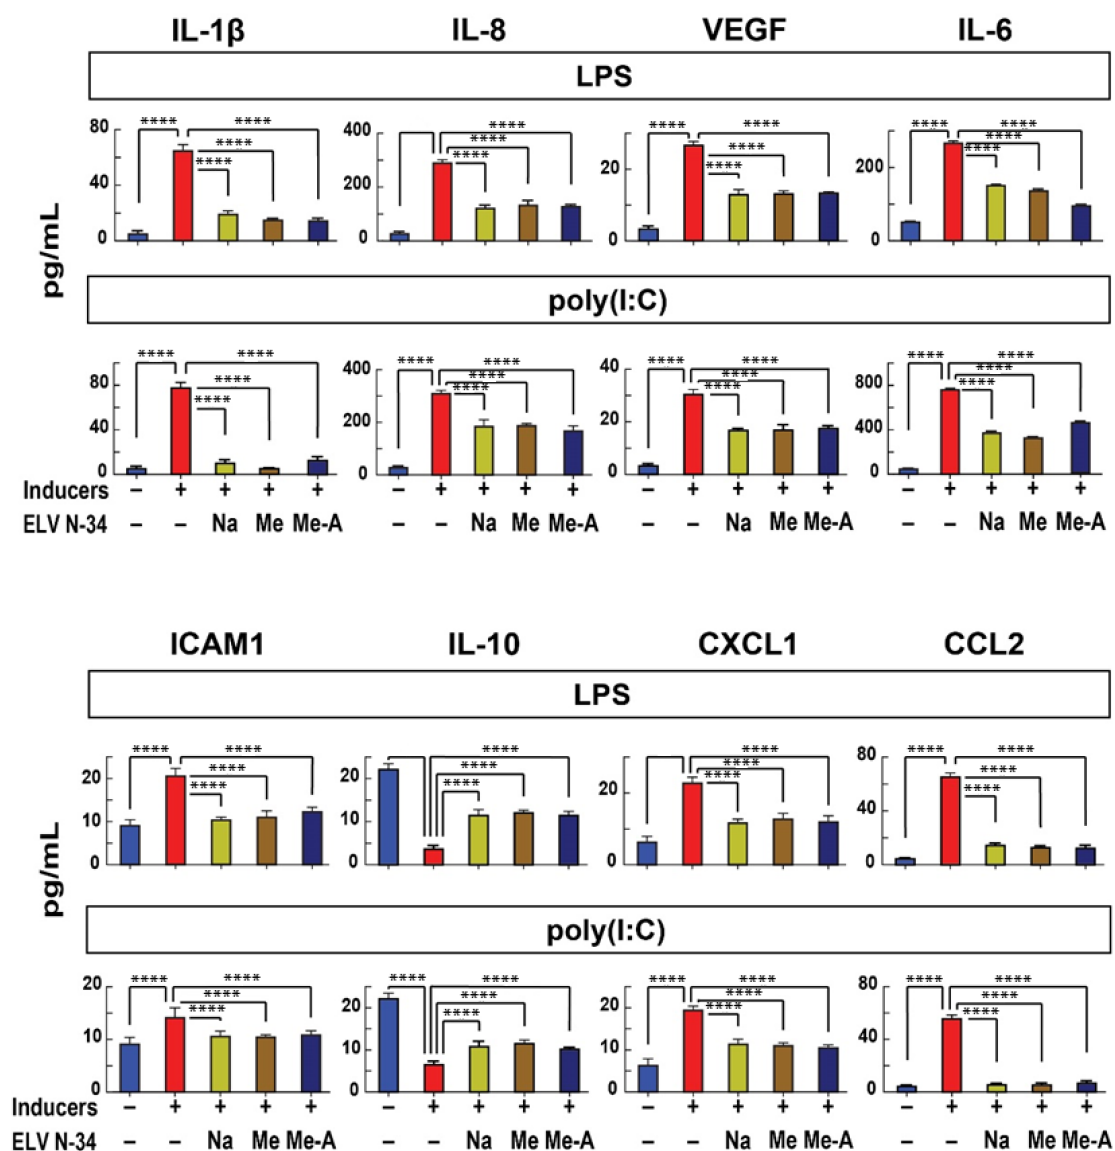 IL-1β IL-8 VEGF IL-6
LPS
pg/mL
**** **** **** ****
80 40 0
**** **** ****
400 200 0
**** **** **** ****
20 0
**** **** **** ****
200 0
poly(I:C)
**** **** **** ****
80 40 0
**** **** **** ****
400 200 0
**** **** **** ****
40 20 0
**** **** **** ****
800 400 0
Inducers – + + + + – + + + + – + + + + – + + + +
ELV N-34 – – Na Me Me-A – – Na Me Me-A – – Na Me Me-A – – Na Me Me-A
ICAM1 IL-10 CXCL1 CCL2
LPS
pg/mL
**** **** **** ****
20 10 0
**** **** ****
20 10 0
**** **** ****
20 0
**** **** **** ****
80 40 0
poly(I:C)
**** **** **** ****
20 10 0
**** **** **** ****
20 10 0
**** **** **** ****
20 10 0
**** **** **** ****
80 40 0
Inducers – + + + + – + + + + – + + + + – + + + +
ELV N-34 – – Na Me Me-A – – Na Me Me-A – – Na Me Me-A – – Na Me Me-A